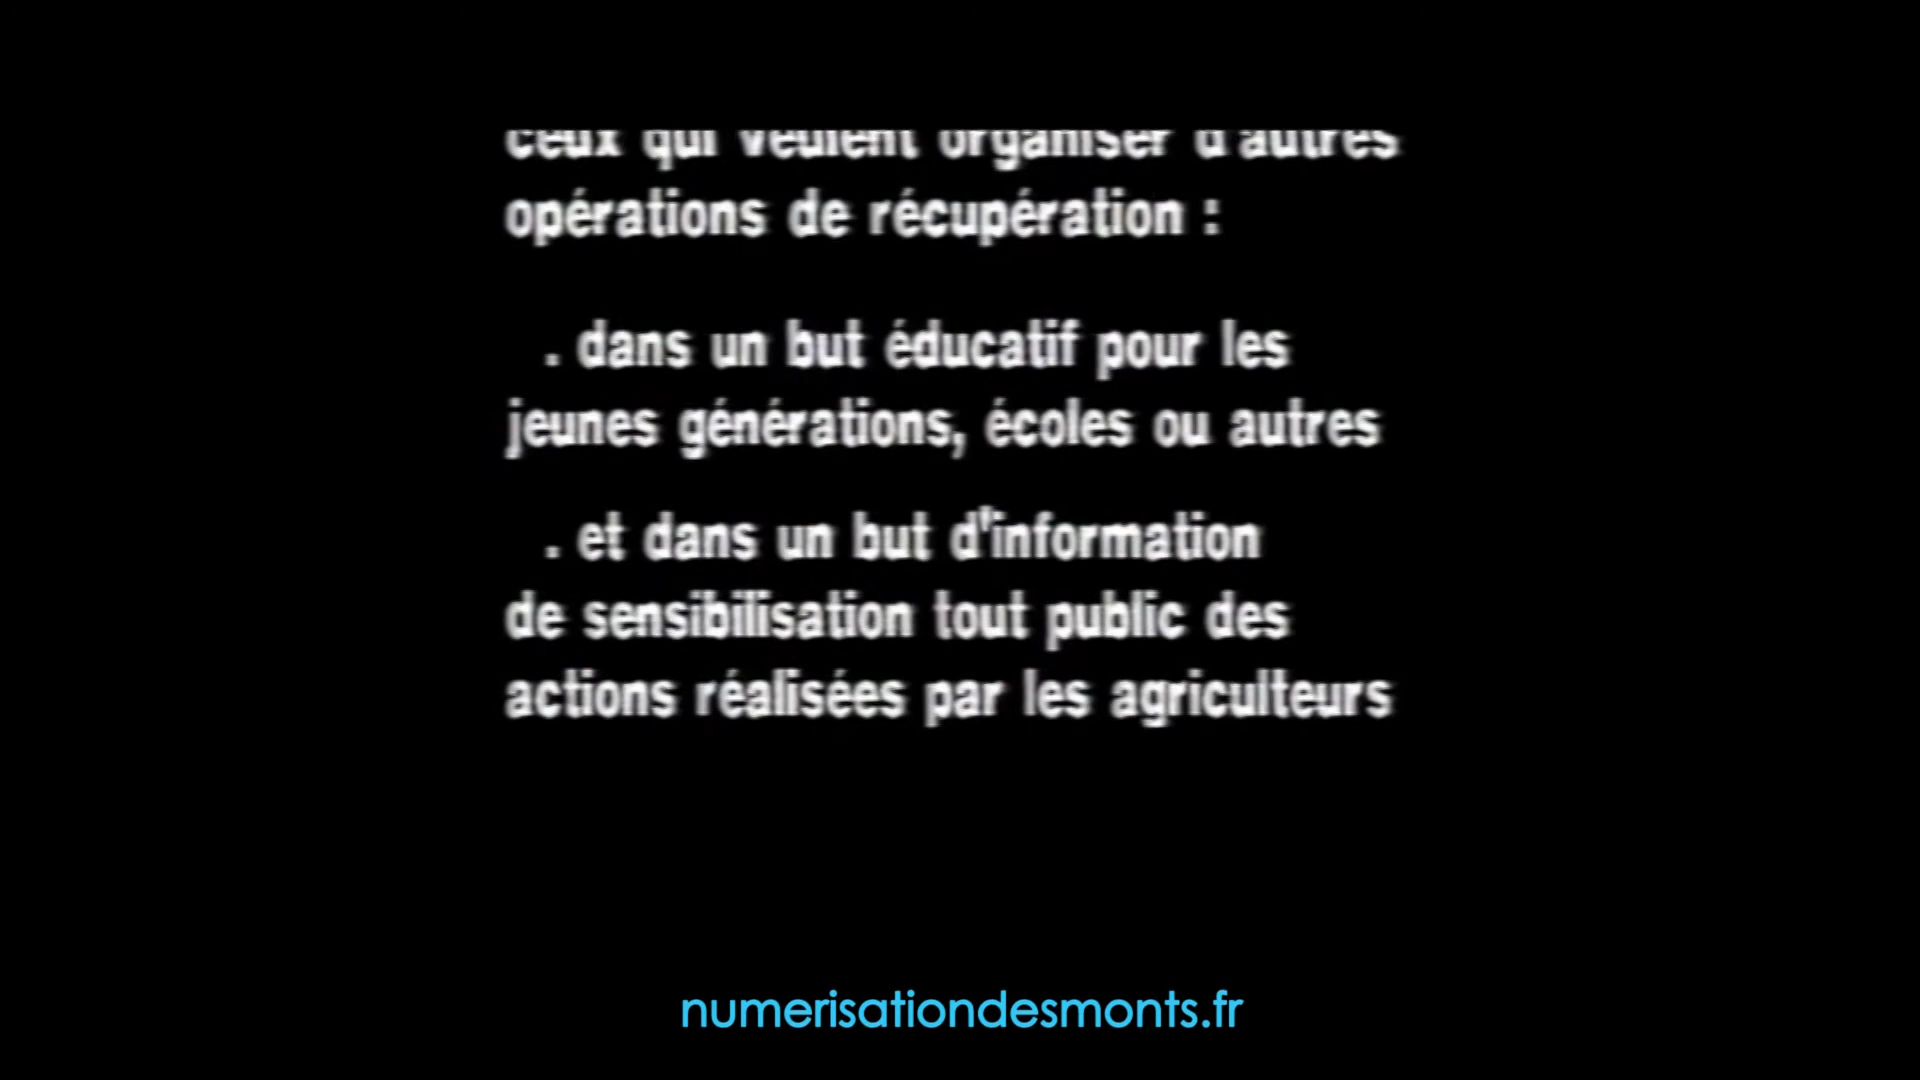 ceux qui veulent organiser d'autres
opérations de récupération :
. dans un but éducatif pour les
jeunes générations, écoles ou autres
. et dans un but d'information
de sensibilisation tout public des
actions réalisées par les agriculteurs
numerisationdesmonts.fr